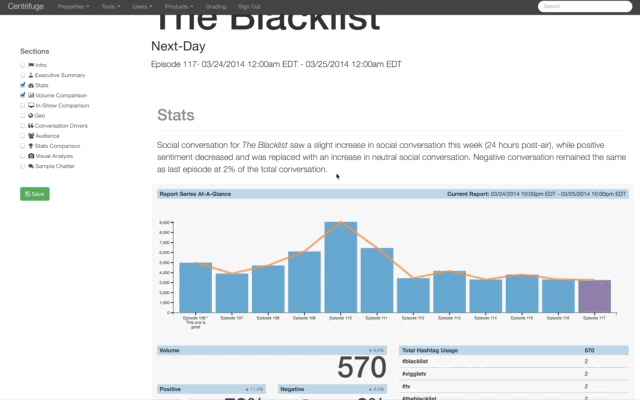 Centrifuge Properties Tools Users Products Grading Sign Out Search
The Blacklist
Next-Day
Episode 117- 03/24/2014 12:00am EDT - 03/25/2014 12:00am EDT
Sections
Intro
Executive Summary
Stats
Volume Comparison
In-Show Comparison
Geo
Conversation Drivers
Audience
Stats Comparison
Visual Analysis
Sample Chatter
Save
Stats
Social conversation for The Blacklist saw a slight increase in social conversation this week (24 hours post-air), while positive
sentiment decreased and was replaced with an increase in neutral social conversation. Negative conversation remained the same
as last episode at 2% of the total conversation.
Report Series At-A-Glance Current Report: 03/24/2014 10:00pm EDT - 03/25/2014 10:00pm EDT
9,000
8,000
7,000
6,000
5,000
4,000
3,000
2,000
1,000
0
Episode 107 Episode 108 Episode 110 Episode 111 Episode 113 Episode 114 Episode 115 Episode 116 Episode 117
This one is
good
Volume
570
Total Hashtag Usage 570
#blacklist 2
#viggletv 2
#tv 2
#theblacklist
Positive 11.4% Negative